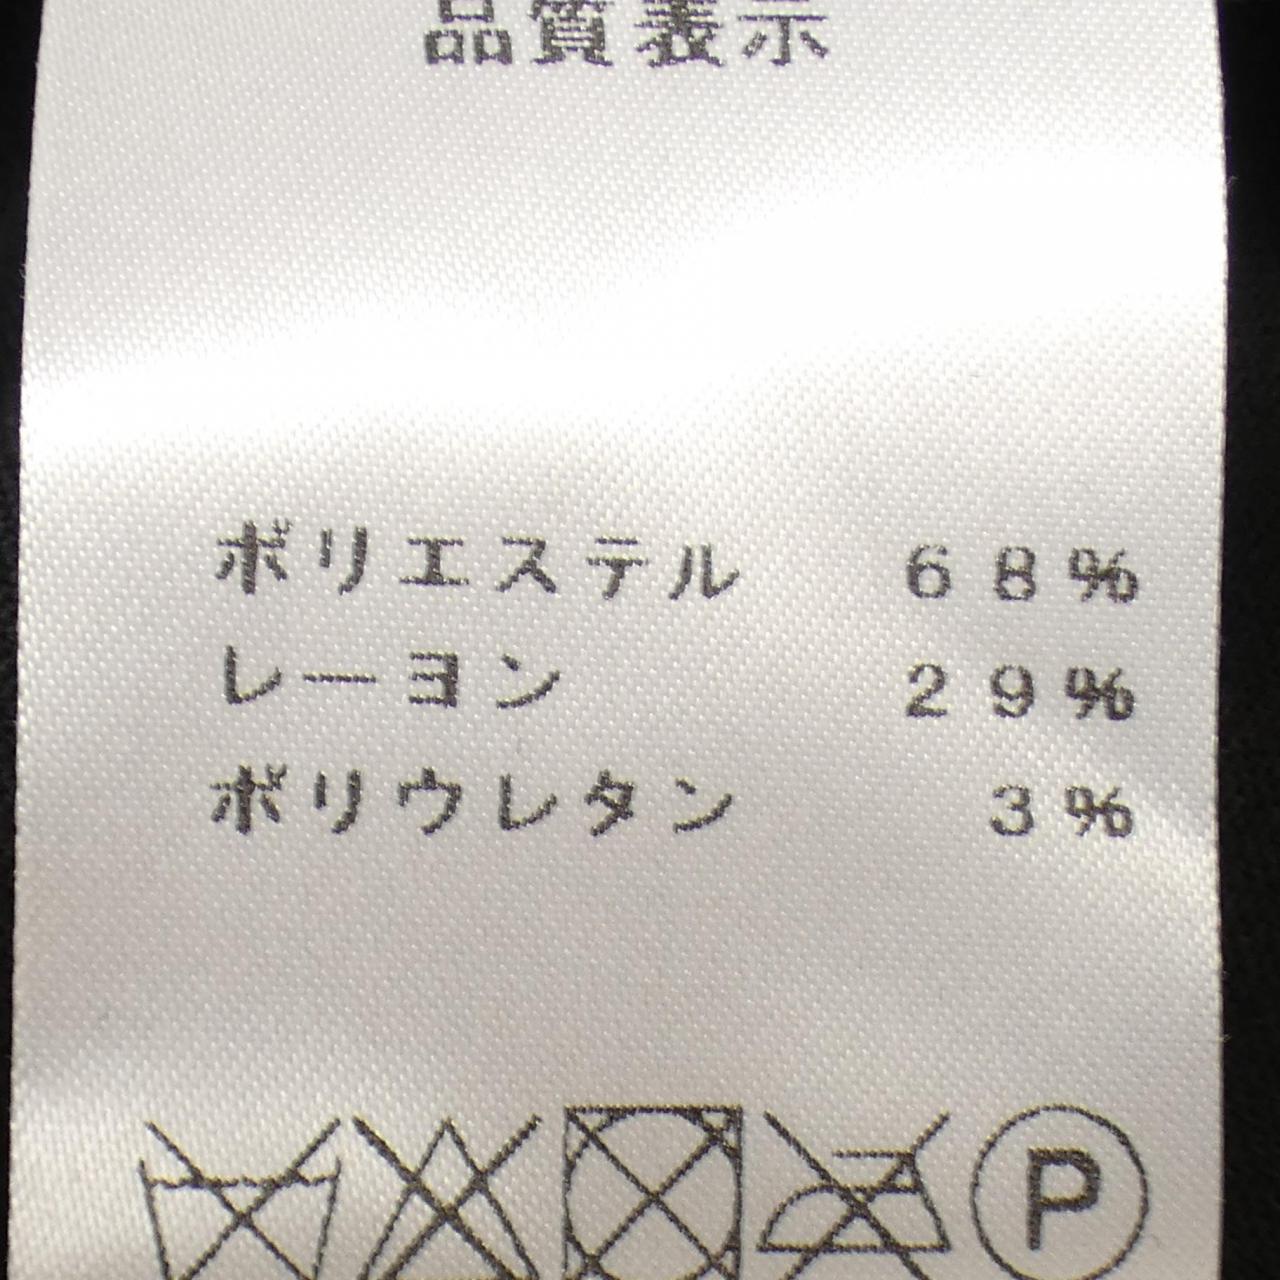 品質表示
ポリエステル 68%
レーヨン 29%
ポリウレタン 3%
P